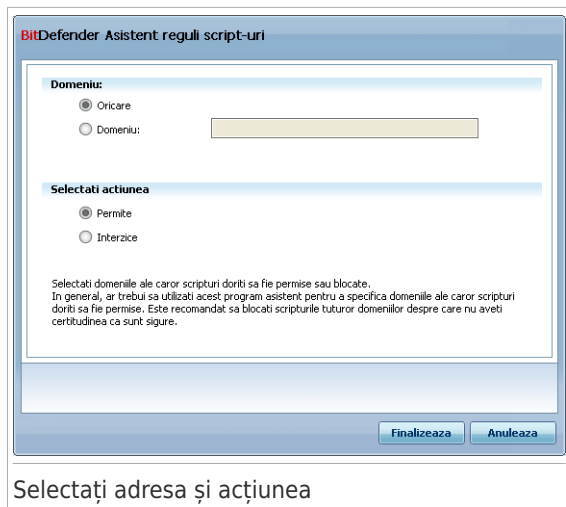 BitDefender Asistent reguli script-uri
Domeniu:
Oricare
Domeniu:
Selectati actiunea
Permite
Interzice
Selectati domeniile ale caror scripturi doriti sa fie permise sau blocate.
In general, ar trebui sa utilizati acest program asistent pentru a specifica domeniile ale caror scripturi
doriti sa fie permise. Este recomandat sa blocati scripturile tuturor domeniilor despre care nu aveti
certitudinea ca sunt sigure.
Finalizeaza
Anuleaza
Selectați adresa și acțiunea